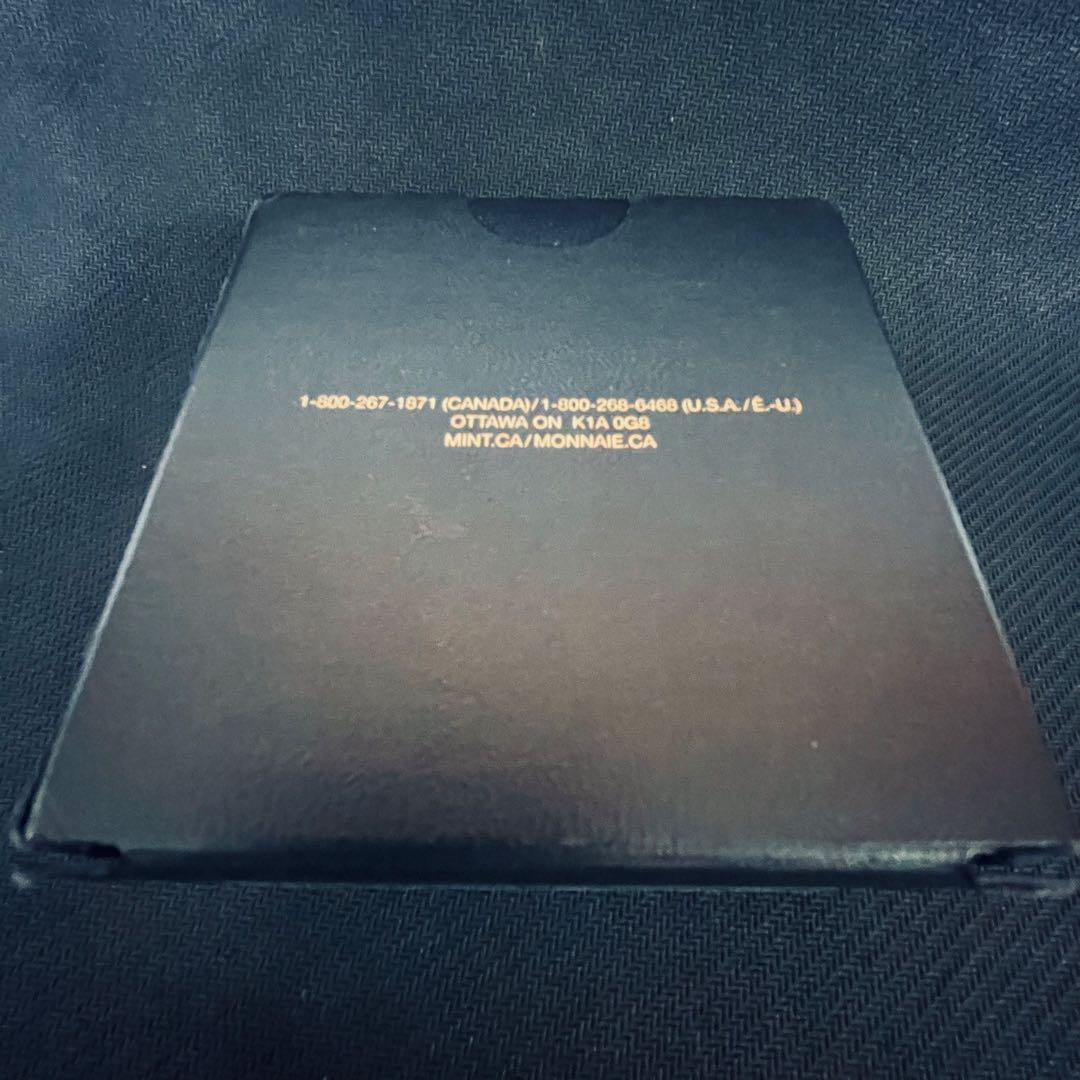 1-800-267-1871 (CANADA)/1-800-268-6468 (U.S.A./É.-U.)
OTTAWA ON K1A 0G8
MINT.CA/MONNAIE.CA